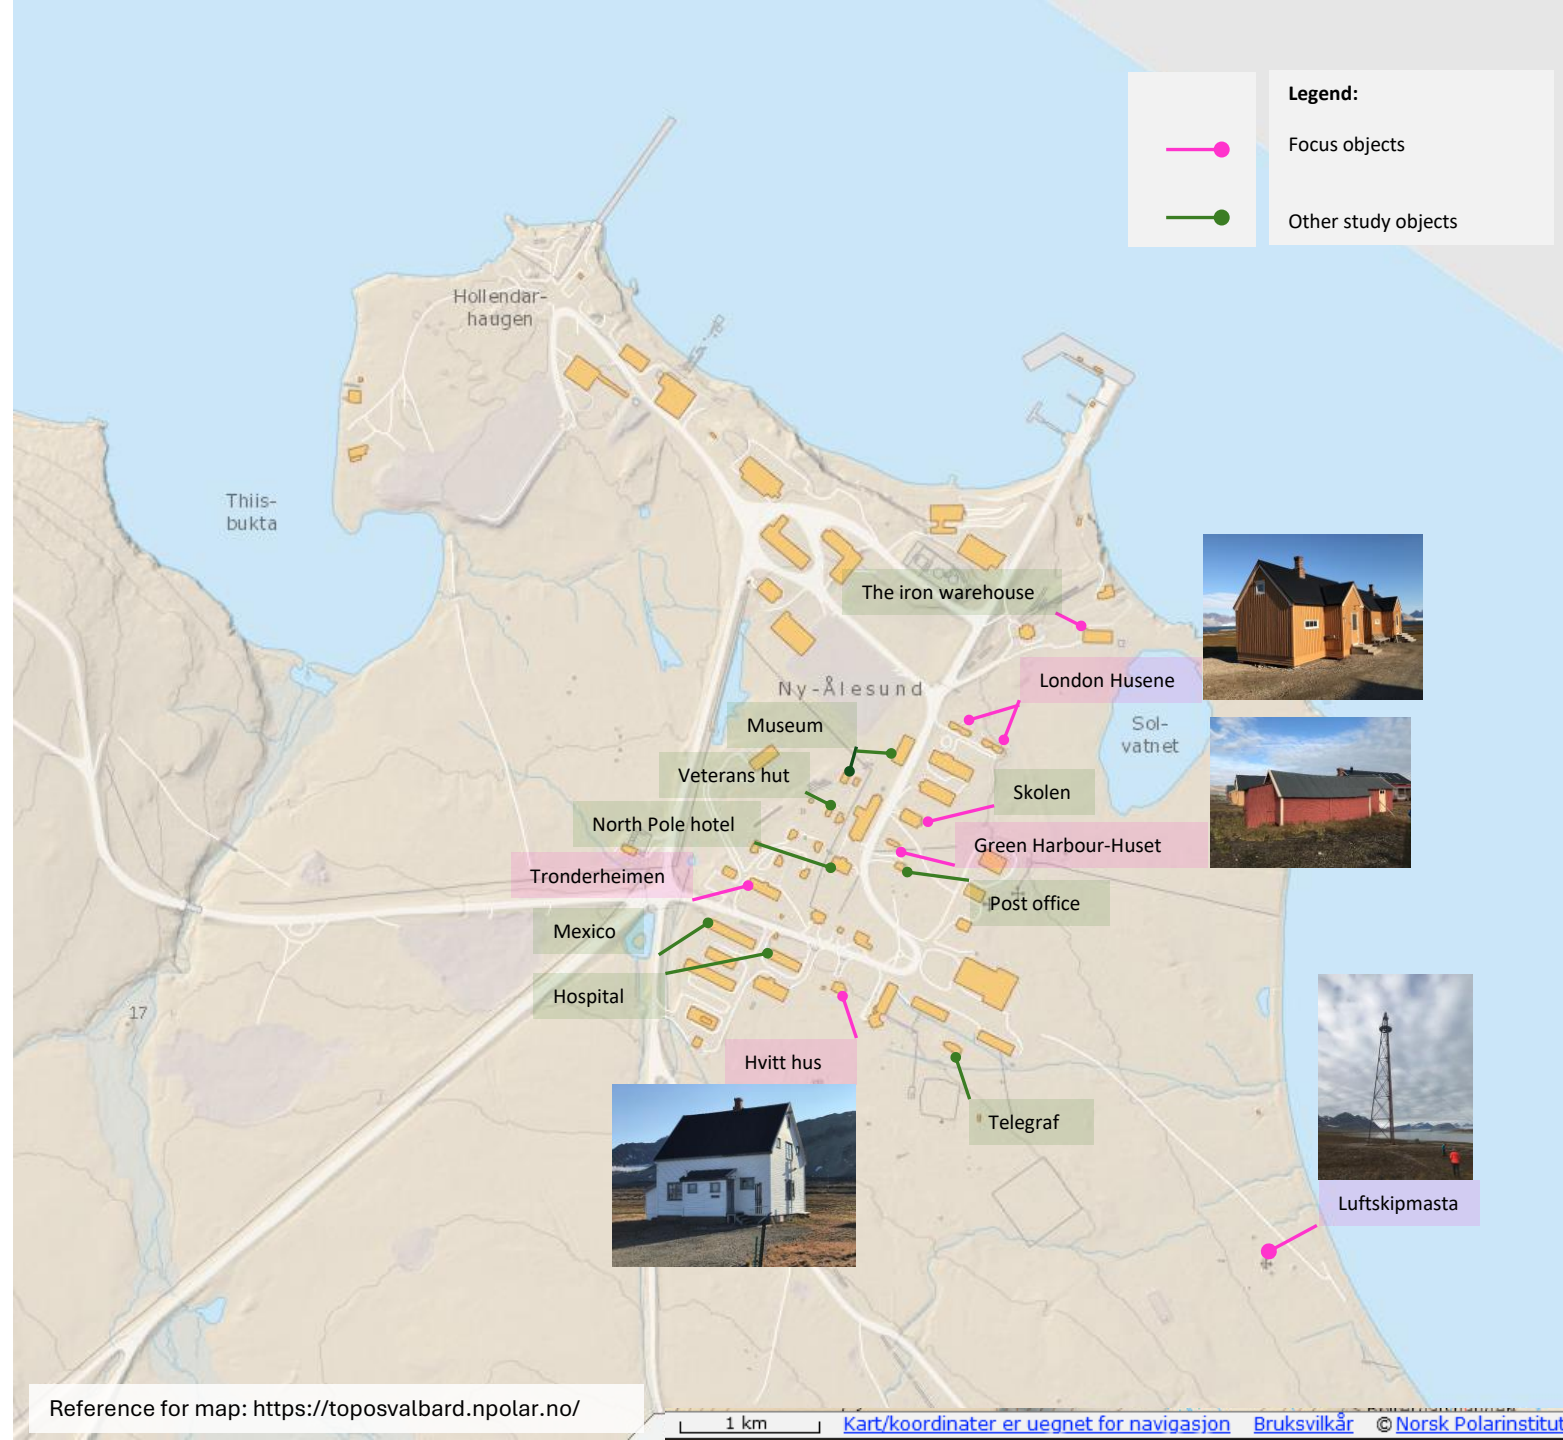 Legend:
Focus objects
Other study objects
Hollendar-
haugen
Thiis-
bukta
The iron warehouse
London Husene
Ny-Ålesund
Sol-
vatnet
Museum
Veterans hut
Skolen
North Pole hotel
Green Harbour-Huset
Tronderheimen
Post office
Mexico
Hospital
17
Hvitt hus
Telegraf
Luftskipmasta
Reference for map: https://toposvalbard.npolar.no/
1 km
Kart/koordinater er uegnet for navigasjon
Bruksvilkår
© Norsk Polarinstitut